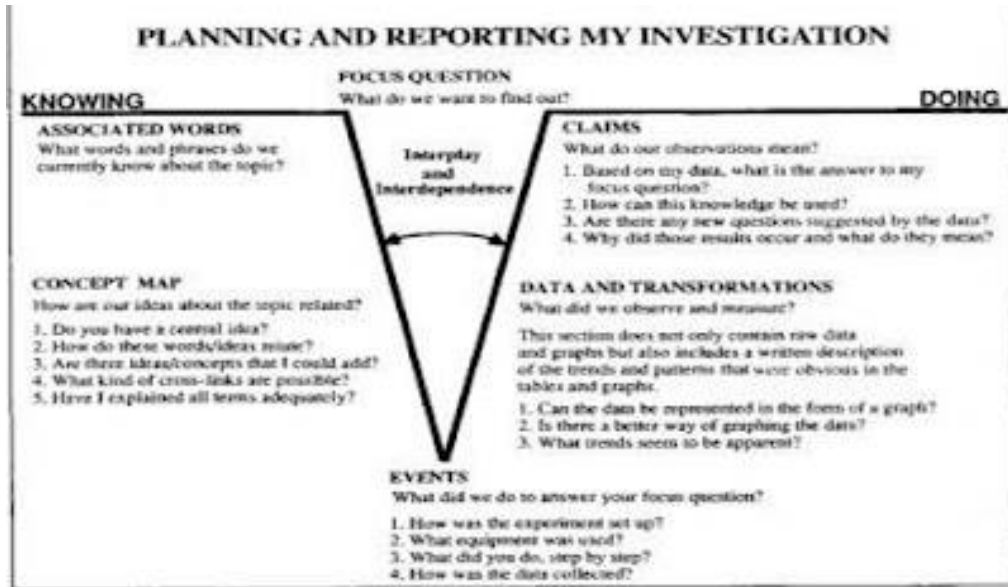 PLANNING AND REPORTING MY INVESTIGATION
FOCUS QUESTION
What do we want to find out?
KNOWING
DOING
ASSOCIATED WORDS
What words and phrases do we
currently know about the topic?
Interplay
and
Interdependence
CLAIMS
What do our observations mean?
1. Based on my data, what is the answer to my
focus question?
2. How can this knowledge be used?
3. Are there any new questions suggested by the data?
4. Why did those results occur and what do they mean?
CONCEPT MAP
How are our ideas about the topic related?
1. Do you have a central idea?
2. How do these words/ideas relate?
3. Are there ideas/concepts that I could add?
4. What kind of cross-links are possible?
5. Have I explained all terms adequately?
DATA AND TRANSFORMATIONS
What did we observe and measure?
This section does not only contain raw data
and graphs but also includes a written description
of the trends and patterns that were obvious in the
tables and graphs.
1. Can the data be represented in the form of a graph?
2. Is there a better way of graphing the data?
3. What trends seem to be apparent?
EVENTS
What did we do to answer your focus question?
1. How was the experiment set up?
2. What equipment was used?
3. What did you do, step by step?
4. How was the data collected?